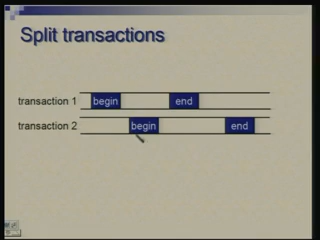 Split transactions
transaction 1 begin end
transaction 2 begin end